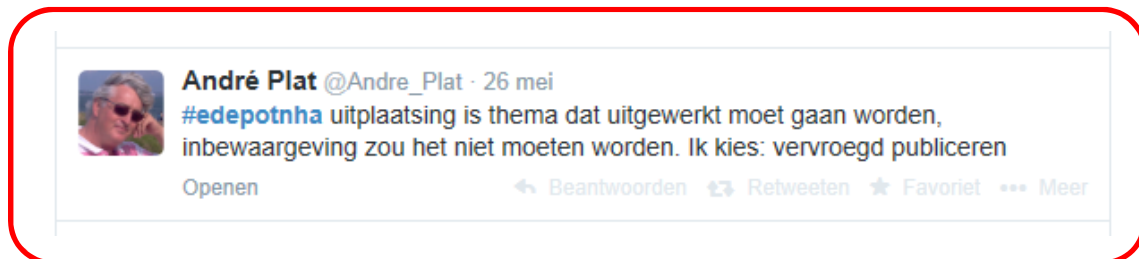 André Plat @Andre_Plat · 26 mei
#edepotnha uitplaatsing is thema dat uitgewerkt moet gaan worden,
inbewaargeving zou het niet moeten worden. Ik kies: vervroegd publiceren
Openen Beantwoorden Retweeten Favoriet Meer